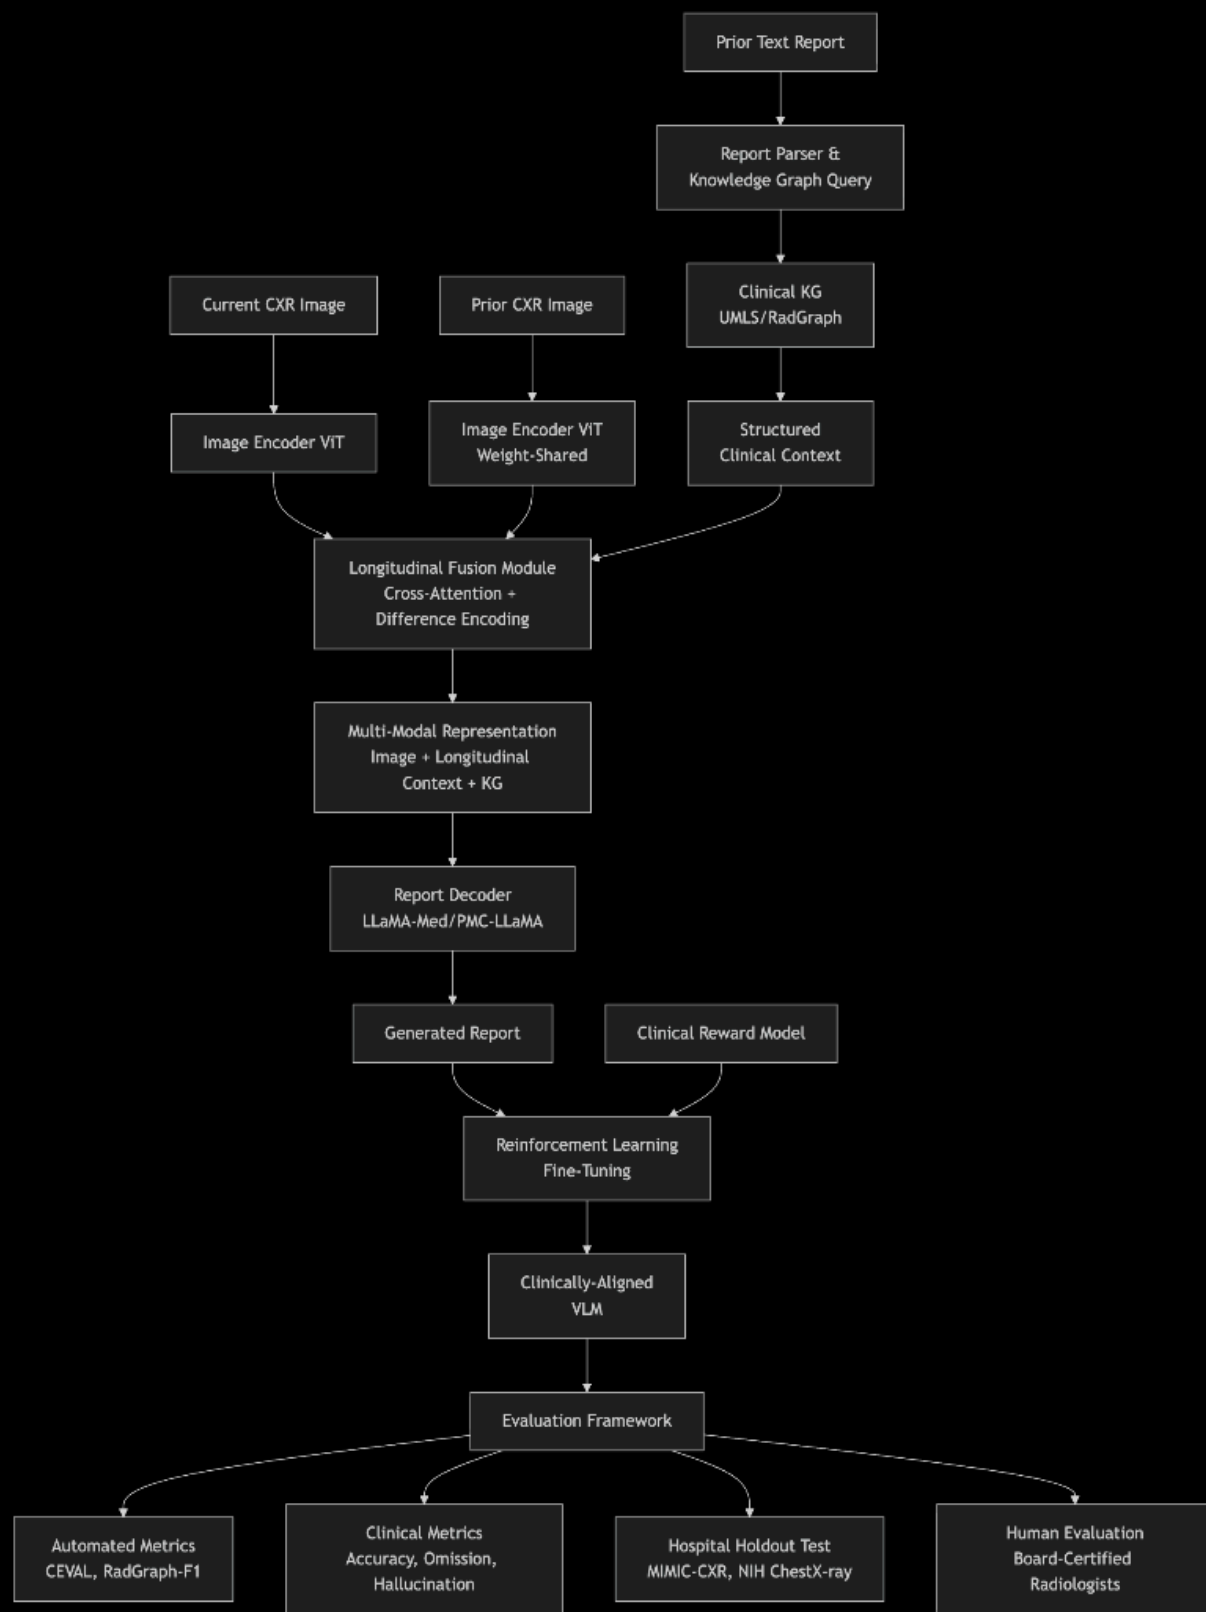 Prior Text Report
Report Parser &
Knowledge Graph Query
Current CXR Image
Prior CXR Image
Clinical KG
UMLS/RadGraph
Image Encoder ViT
Image Encoder ViT
Weight-Shared
Structured
Clinical Context
Longitudinal Fusion Module
Cross-Attention +
Difference Encoding
Multi-Modal Representation
Image + Longitudinal
Context + KG
Report Decoder
LLaMA-Med/PMC-LLaMA
Generated Report
Clinical Reward Model
Reinforcement Learning
Fine-Tuning
Clinically-Aligned
VLM
Evaluation Framework
Automated Metrics
CEVAL, RadGraph-F1
Clinical Metrics
Accuracy, Omission,
Hallucination
Hospital Holdout Test
MIMIC-CXR, NIH ChestX-ray
Human Evaluation
Board-Certified
Radiologists